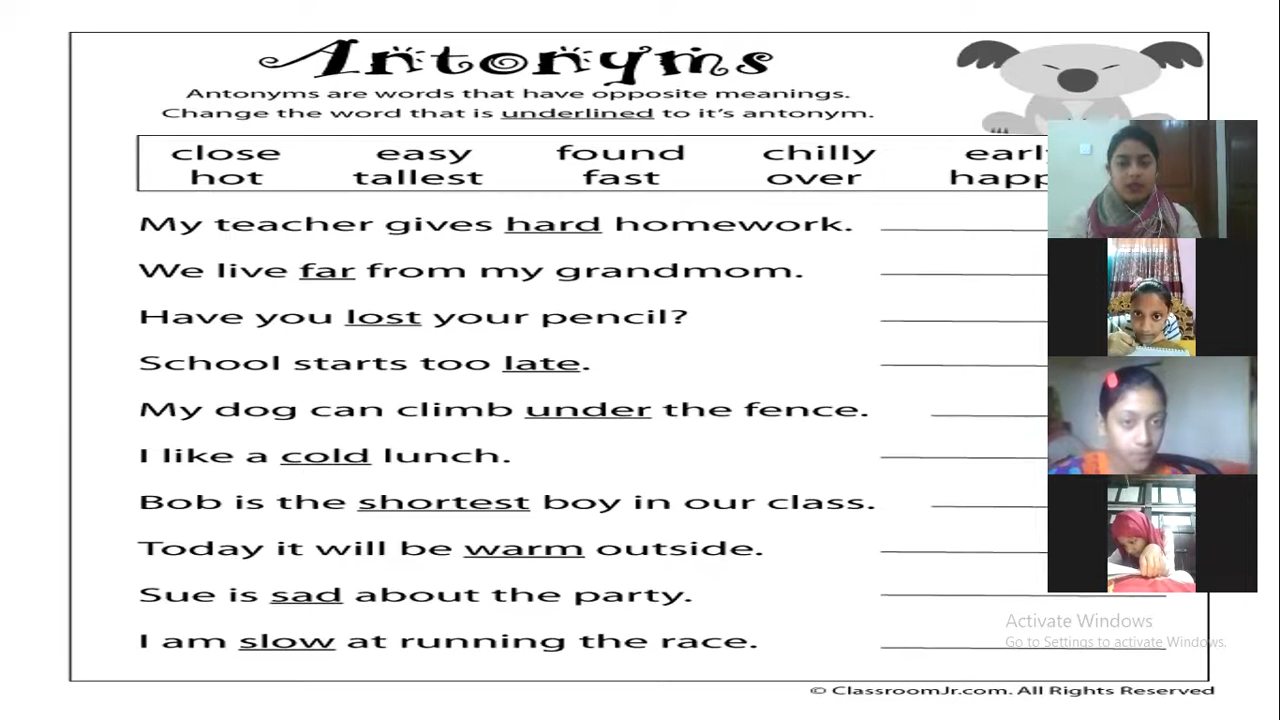 Antonyms
Antonyms are words that have opposite meanings.
Change the word that is underlined to it's antonym.
close easy found chilly
hot tallest fast over
My teacher gives hard homework.
We live far from my grandmom.
Have you lost your pencil?
School starts too late.
My dog can climb under the fence.
I like a cold lunch.
Bob is the shortest boy in our class.
Today it will be warm outside.
Sue is sad about the party.
I am slow at running the race.
Activate Windows
Go to Settings to activate Windows.
© ClassroomJr.com. All Rights Reserved